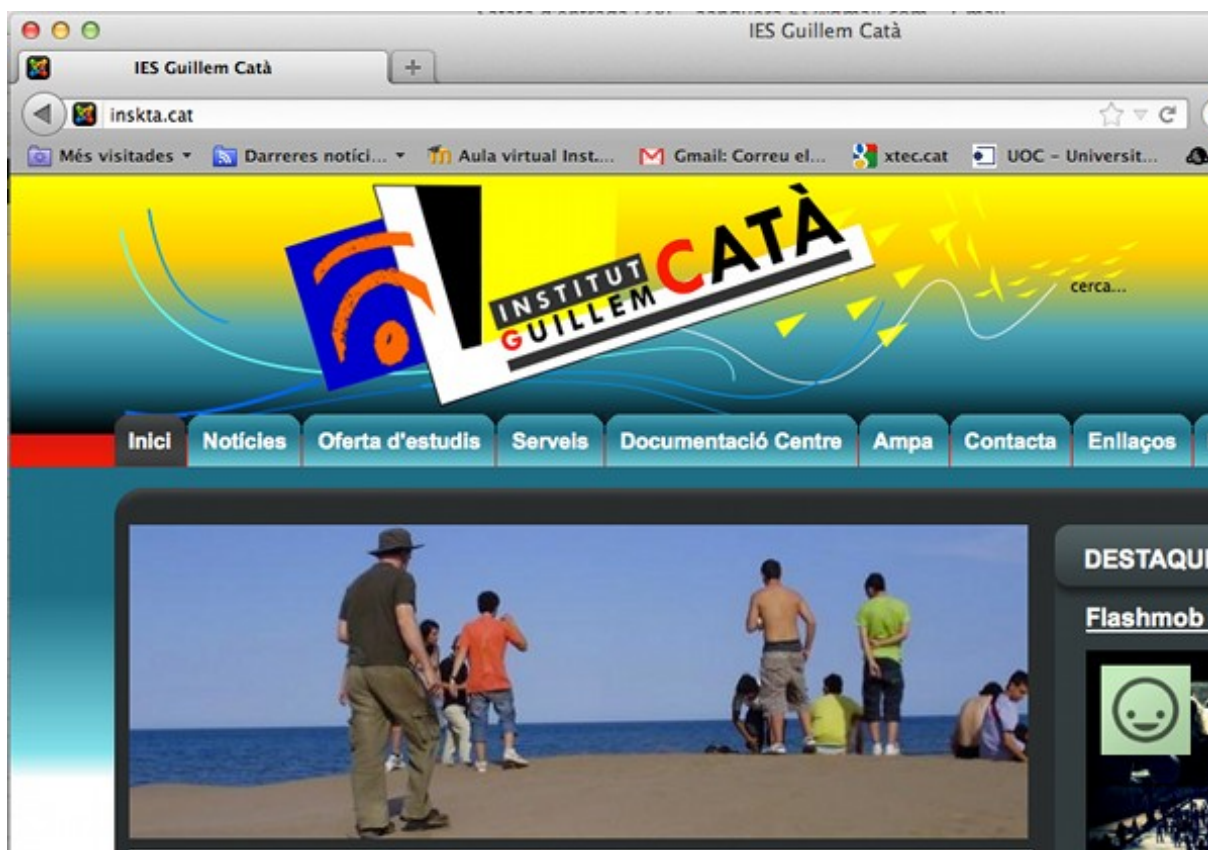 IES Guillem Catà
IES Guillem Catà
inskta.cat
Més visitades
Darreres notíci...
Aula virtual Inst....
Gmail: Correu el...
xtec.cat
UOC - Universit...
INSTITUT
GUILLEM CATÀ
cerca...
Inici
Notícies
Oferta d'estudis
Serveis
Documentació Centre
Ampa
Contacta
Enllaços
DESTAQU
Flashmob